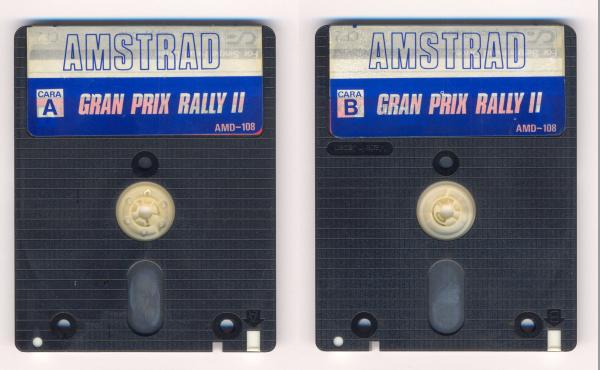 AMSTRAD
CARA
A
GRAN PRIX RALLY II
AMD-108
AMSTRAD
CARA
B
GRAN PRIX RALLY II
AMD-108